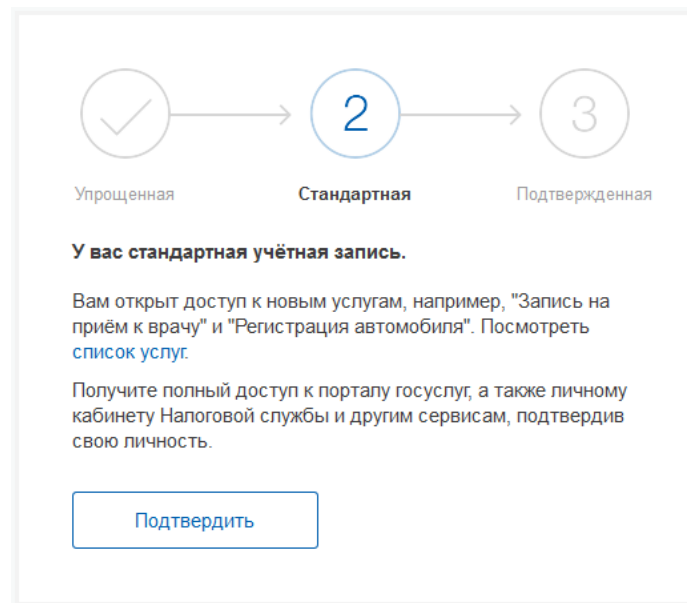 2
3
Упрощенная
Стандартная
Подтвержденная
У вас стандартная учётная запись.
Вам открыт доступ к новым услугам, например, "Запись на
приём к врачу" и "Регистрация автомобиля". Посмотреть
список услуг.
Получите полный доступ к порталу госуслуг, а также личному
кабинету Налоговой службы и другим сервисам, подтвердив
свою личность.
Подтвердить